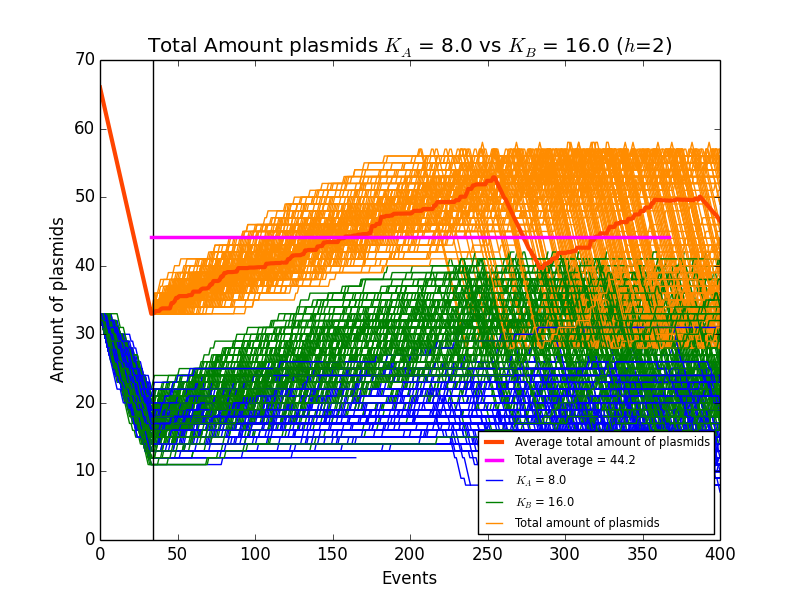 Total Amount plasmids K_A = 8.0 vs K_B = 16.0 (h=2)
70
60
50
40
30
20
10
0
Amount of plasmids
Average total amount of plasmids
Total average = 44.2
K_A = 8.0
K_B = 16.0
Total amount of plasmids
0 50 100 150 200 250 300 350 400
Events